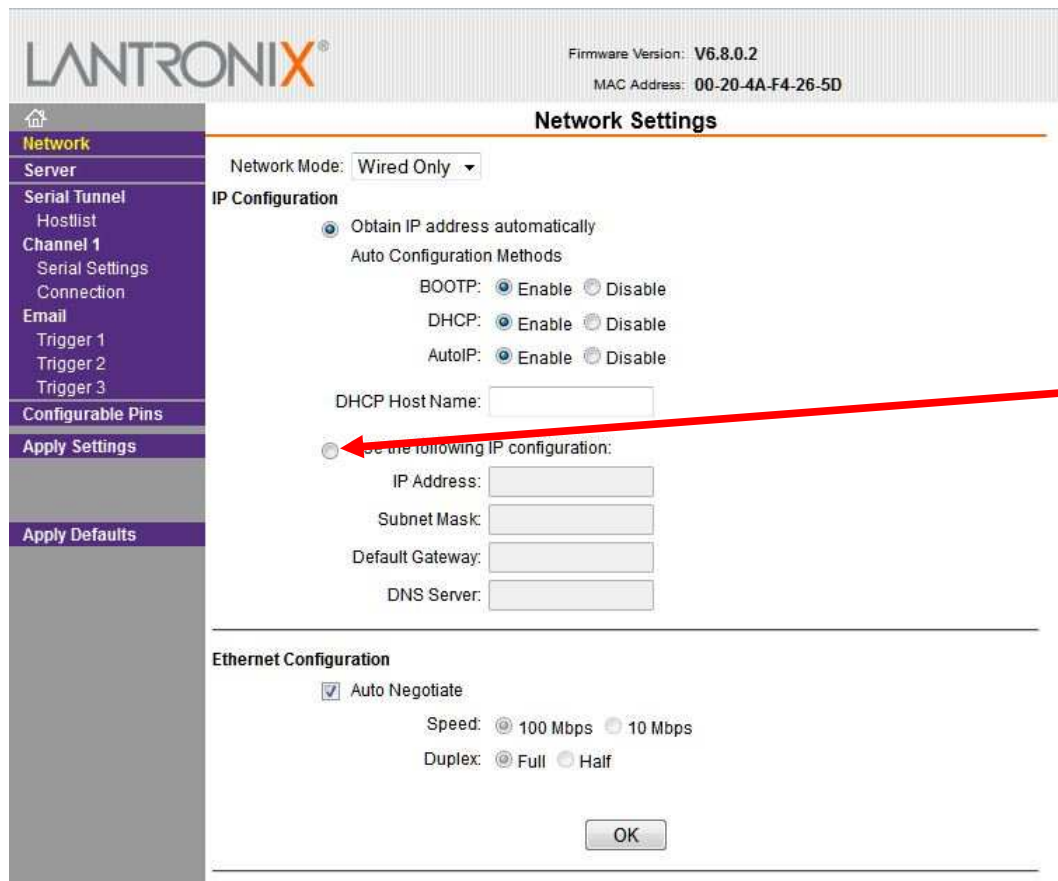 LANTRONIX®
Firmware Version: V6.8.0.2
MAC Address: 00-20-4A-F4-26-5D
Network
Server
Serial Tunnel
Hostlist
Channel 1
Serial Settings
Connection
Email
Trigger 1
Trigger 2
Trigger 3
Configurable Pins
Apply Settings
Apply Defaults
Network Settings
Network Mode: Wired Only
IP Configuration
Obtain IP address automatically
Auto Configuration Methods
BOOTP: Enable Disable
DHCP: Enable Disable
AutoIP: Enable Disable
DHCP Host Name:
the following IP configuration:
IP Address:
Subnet Mask:
Default Gateway:
DNS Server:
Ethernet Configuration
Auto Negotiate
Speed: 100 Mbps 10 Mbps
Duplex: Full Half
OK